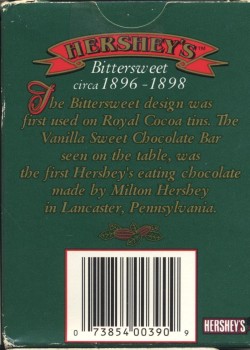 HERSHEY'S™
Bittersweet
circa 1896-1898
The Bittersweet design was
first used on Royal Cocoa tins. The
Vanilla Sweet Chocolate Bar
seen on the table, was
the first Hershey's eating chocolate
made by Milton Hershey
in Lancaster, Pennsylvania.
0 73854 00390 9
HERSHEY'S